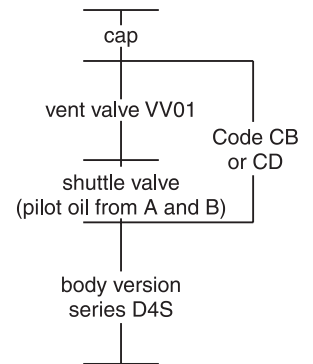 cap
vent valve VV01
Code CB
or CD
shuttle valve
(pilot oil from A and B)
body version
series D4S